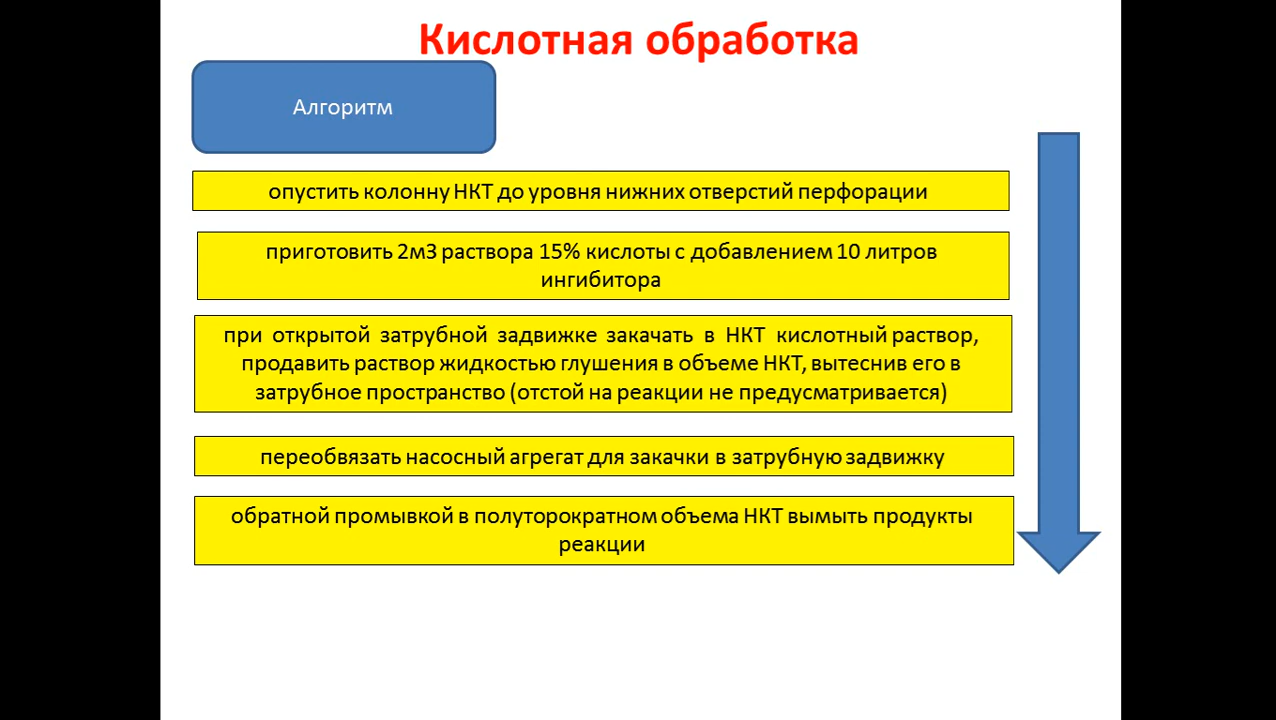 Кислотная обработка
Алгоритм
опустить колонну НКТ до уровня нижних отверстий перфорации
приготовить 2м3 раствора 15% кислоты с добавлением 10 литров
ингибитора
при открытой затрубной задвижке закачать в НКТ кислотный раствор,
продавить раствор жидкостью глушения в объеме НКТ, вытеснив его в
затрубное пространство (отстой на реакции не предусматривается)
переобвязать насосный агрегат для закачки в затрубную задвижку
обратной промывкой в полуторократном объема НКТ вымыть продукты
реакции